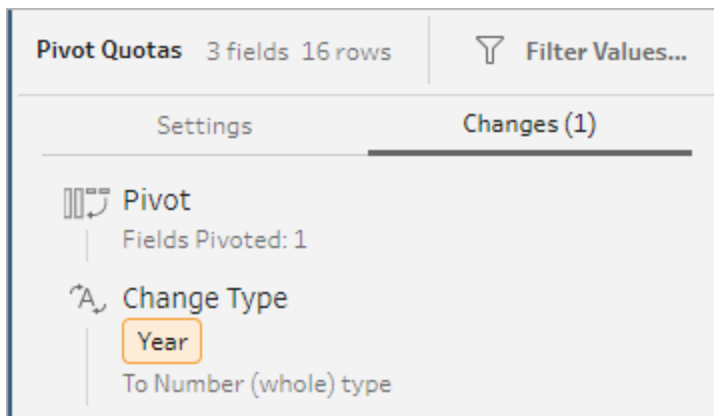 Pivot Quotas 3 fields 16 rows Filter Values...
Settings Changes (1)
Pivot
Fields Pivoted: 1
Change Type
Year
To Number (whole) type